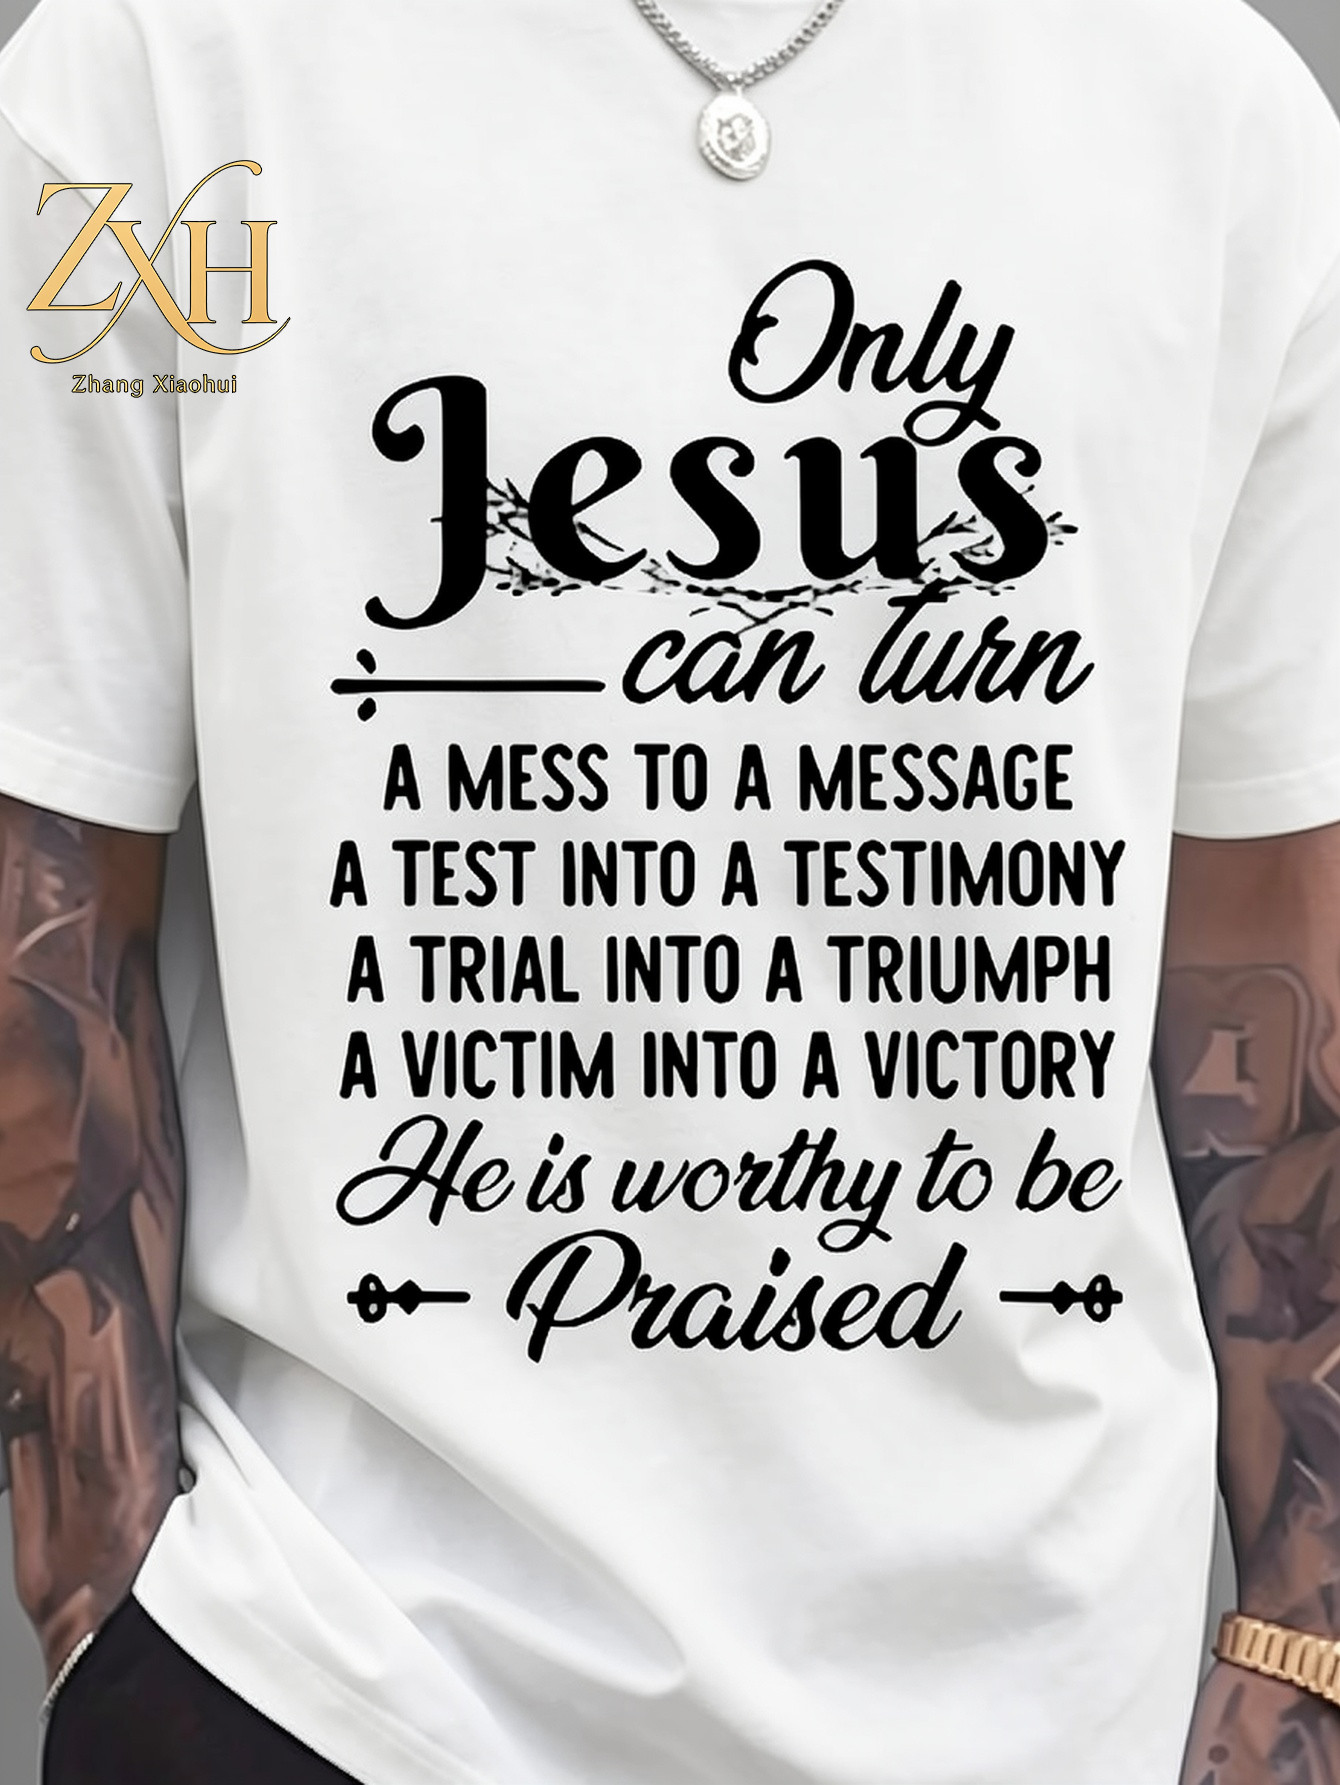 ZXH
Zhang Xiaohui
Only
Jesus
can turn
A MESS TO A MESSAGE
A TEST INTO A TESTIMONY
A TRIAL INTO A TRIUMPH
A VICTIM INTO A VICTORY
He is worthy to be
Praised